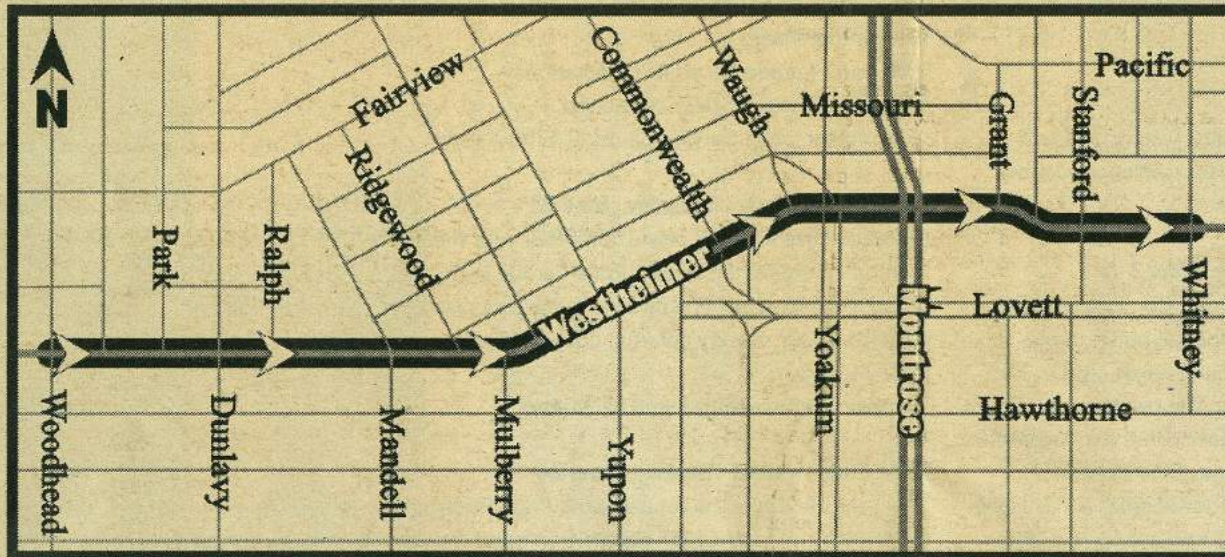 N
Fairview
Commonwealth
Waugh
Missouri
Grant
Stanford
Pacific
Park
Ralph
Ridgewood
Westheimer
Lovett
Whitney
Woodhead
Dunlavy
Mandell
Mulberry
Yupon
Yoakum
Montrose
Hawthorne